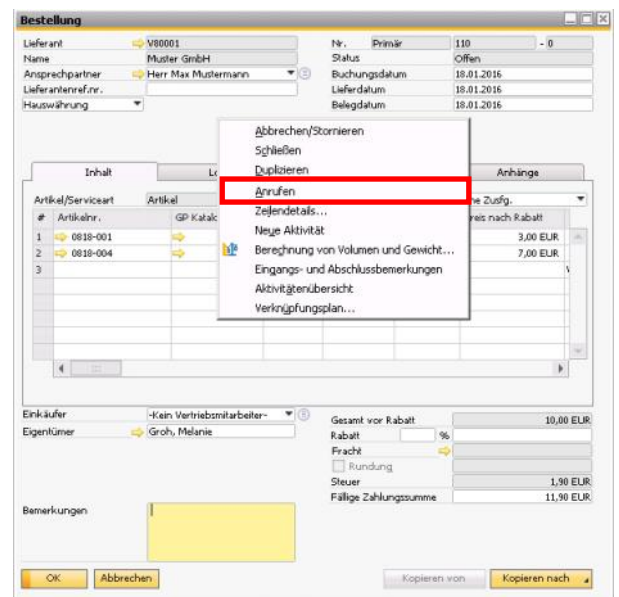 Bestellung
Lieferant V80001 Nr. Primär 110 - 0
Name Muster GmbH Status Offen
Ansprechpartner Herr Max Mustermann Buchungsdatum 18.01.2016
Lieferantenref.nr. Lieferdatum 18.01.2016
Hauswährung Belegdatum 18.01.2016
Abbrechen/Stornieren
Schließen
Duplizieren
Anrufen
Zeilendetails...
Neue Aktivität
Berechnung von Volumen und Gewicht...
Eingangs- und Abschlussbemerkungen
Aktivitätenübersicht
Verknüpfungsplan...
Inhalt Anhänge
Artikel/Serviceart Artikel ne Zusfg.
# Artikelnr. GP Katalo reis nach Rabatt
1 0818-001 3,00 EUR
2 0818-004 7,00 EUR
3
Einkäufer -Kein Vertriebsmitarbeiter-
Eigentümer Groh, Melanie
Gesamt vor Rabatt 10,00 EUR
Rabatt %
Fracht
Rundung
Steuer 1,90 EUR
Fällige Zahlungssumme 11,90 EUR
Bemerkungen
OK Abbrechen Kopieren von Kopieren nach